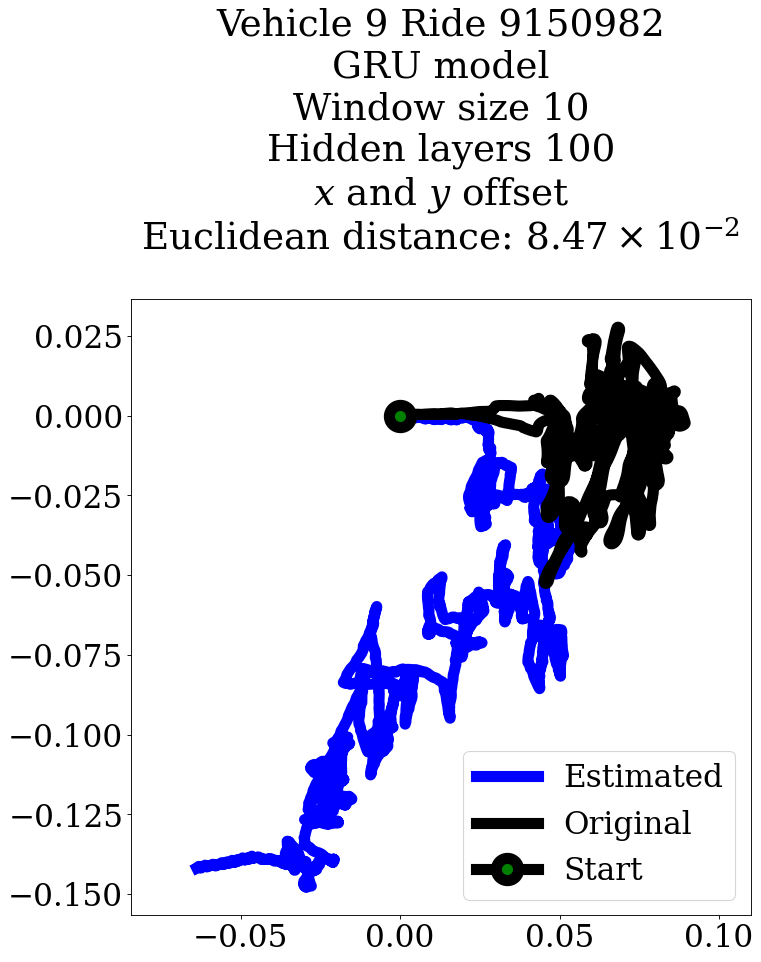 Vehicle 9 Ride 9150982
GRU model
Window size 10
Hidden layers 100
x and y offset
Euclidean distance: 8.47 × 10⁻²
0.025
0.000
−0.025
−0.050
−0.075
−0.100
−0.125
−0.150
Estimated
Original
Start
−0.05 0.00 0.05 0.10